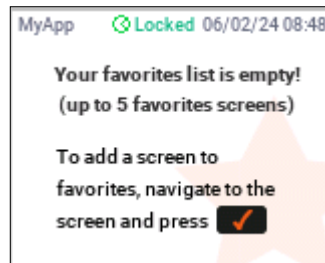 MyApp Locked 06/02/24 08:48
Your favorites list is empty!
(up to 5 favorites screens)
To add a screen to
favorites, navigate to the
screen and press